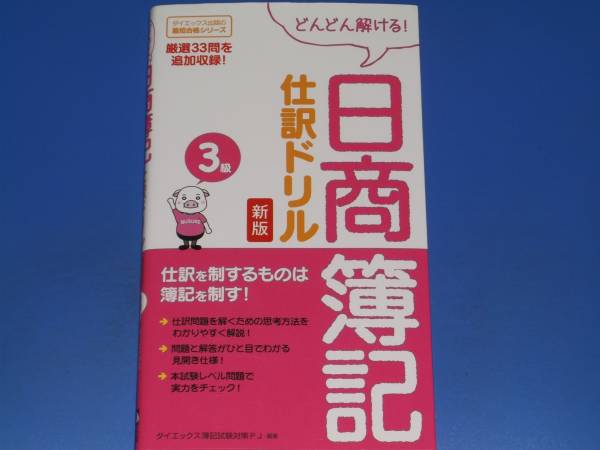 ダイエックス出版の
最短合格シリーズ
厳選33問を
追加収録!
どんどん解ける!
日商簿記
仕訳ドリル
3級
新版
仕訳を制するものは
簿記を制す!
➔ 仕訳問題を解くための思考方法を
わかりやすく解説!
➔ 問題と解答がひと目でわかる
見開き仕様!
➔ 本試験レベル問題で
実力をチェック!
ダイエックス簿記試験対策PJ 編著